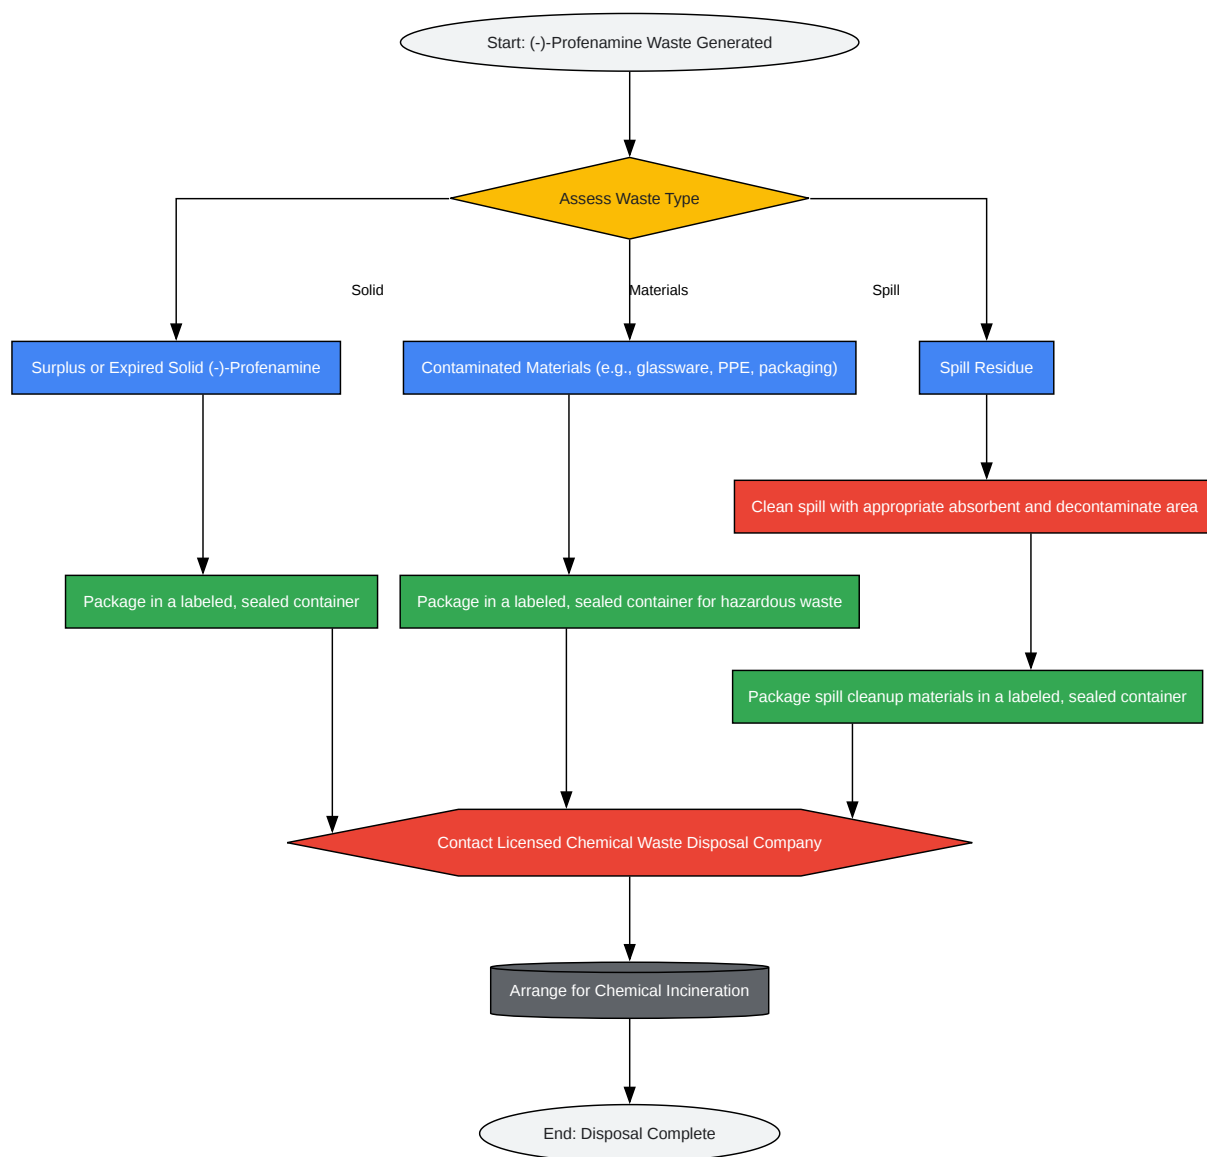 Start: (-)-Profenamine Waste Generated
Assess Waste Type
Solid
Materials
Spill
Surplus or Expired Solid (-)-Profenamine
Contaminated Materials (e.g., glassware, PPE, packaging)
Spill Residue
Clean spill with appropriate absorbent and decontaminate area
Package in a labeled, sealed container
Package in a labeled, sealed container for hazardous waste
Package spill cleanup materials in a labeled, sealed container
Contact Licensed Chemical Waste Disposal Company
Arrange for Chemical Incineration
End: Disposal Complete